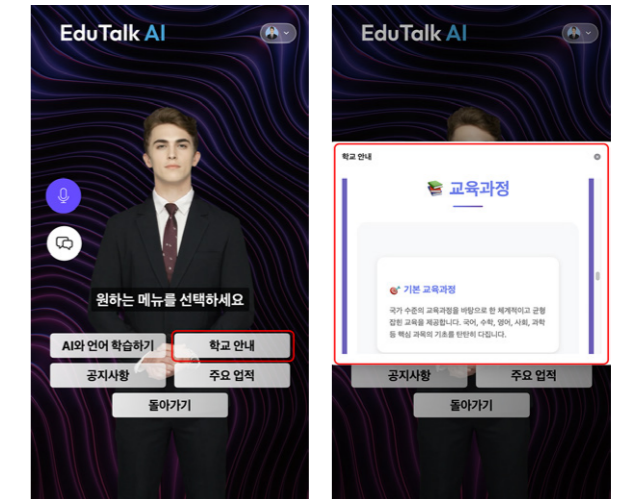 EduTalk AI
원하는 메뉴를 선택하세요
AI와 언어 학습하기
학교 안내
공지사항
주요 업적
돌아가기
EduTalk AI
학교 안내
교육과정
기본 교육과정
국가 수준의 교육과정을 바탕으로 한 체계적이고 균형
잡힌 교육을 제공합니다. 국어, 수학, 영어, 사회, 과학
등 핵심 과목의 기초를 탄탄히 다집니다.
공지사항
주요 업적
돌아가기